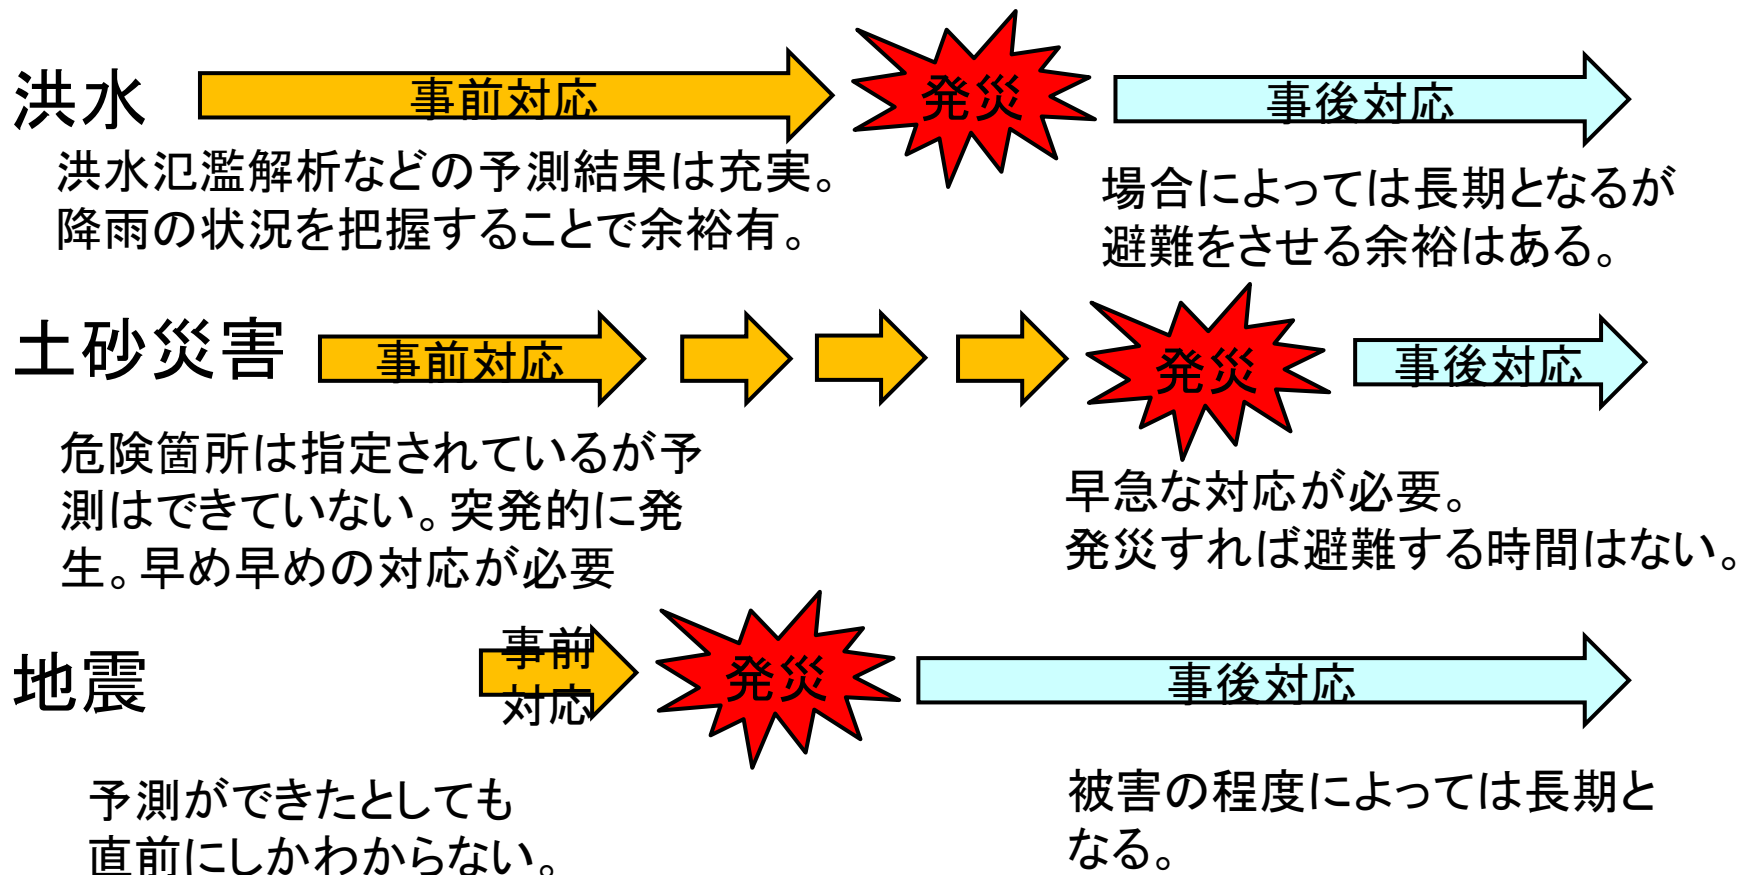 洪水
事前対応
発災
事後対応
洪水氾濫解析などの予測結果は充実。
降雨の状況を把握することで余裕有。
場合によっては長期となるが
避難をさせる余裕はある。
土砂災害
事前対応
発災
事後対応
危険箇所は指定されているが予
測はできていない。突発的に発
生。早め早めの対応が必要
早急な対応が必要。
発災すれば避難する時間はない。
地震
事前
対応
発災
事後対応
予測ができたとしても
直前にしかわからない。
被害の程度によっては長期と
なる。